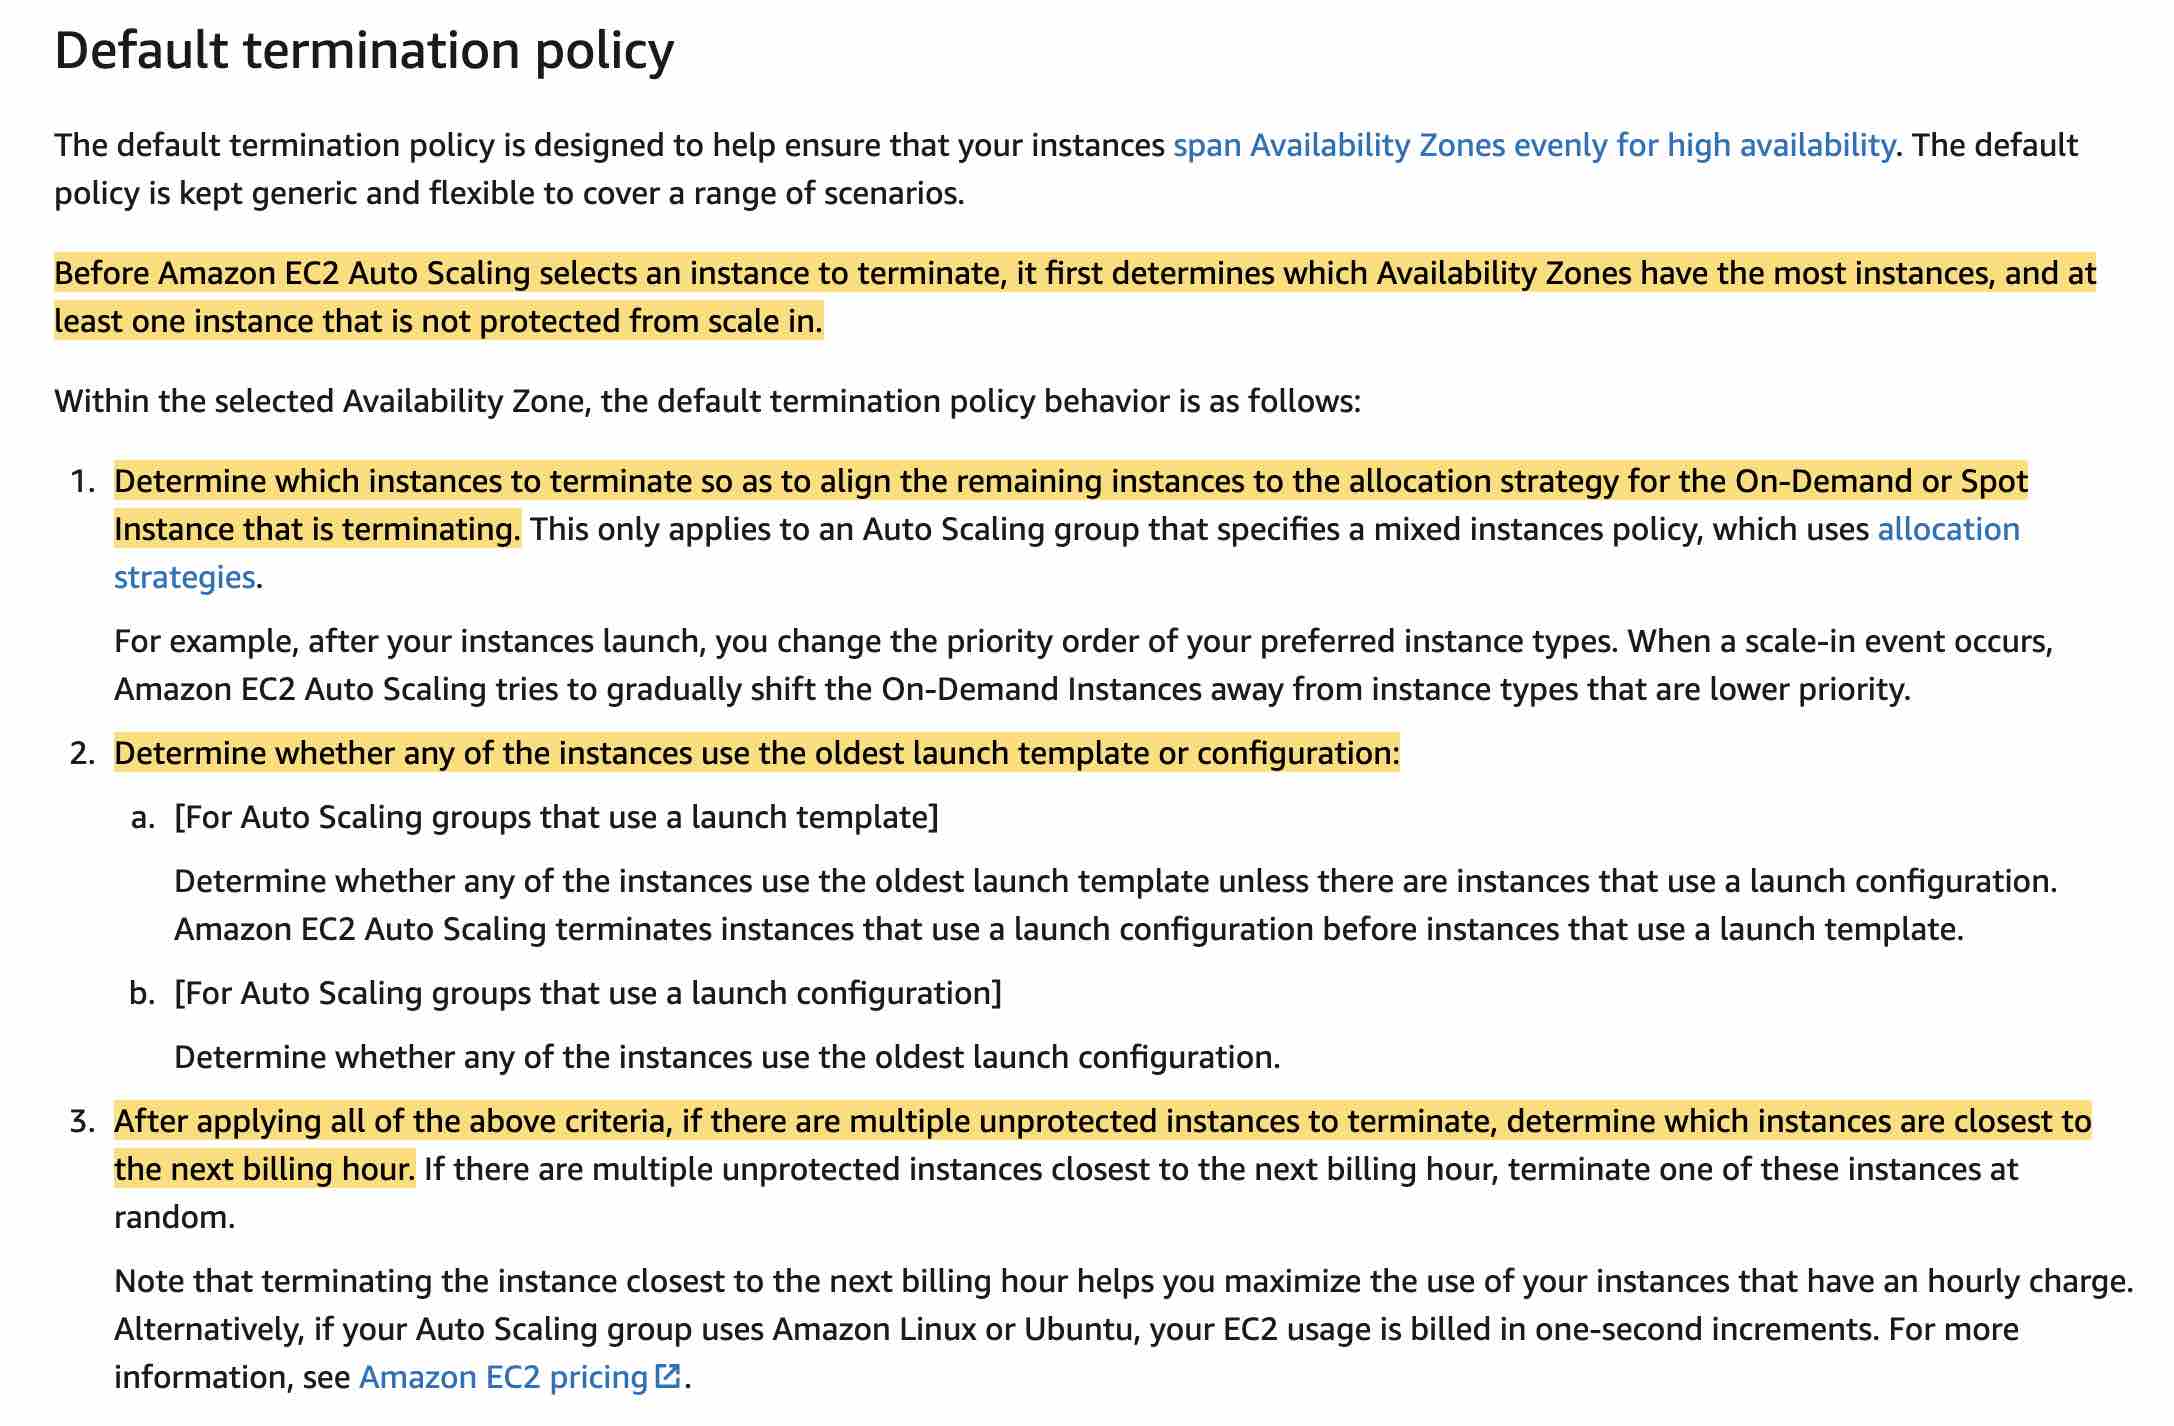 Default termination policy
The default termination policy is designed to help ensure that your instances span Availability Zones evenly for high availability. The default
policy is kept generic and flexible to cover a range of scenarios.
Before Amazon EC2 Auto Scaling selects an instance to terminate, it first determines which Availability Zones have the most instances, and at
least one instance that is not protected from scale in.
Within the selected Availability Zone, the default termination policy behavior is as follows:
1. Determine which instances to terminate so as to align the remaining instances to the allocation strategy for the On-Demand or Spot
Instance that is terminating. This only applies to an Auto Scaling group that specifies a mixed instances policy, which uses allocation
strategies.
For example, after your instances launch, you change the priority order of your preferred instance types. When a scale-in event occurs,
Amazon EC2 Auto Scaling tries to gradually shift the On-Demand Instances away from instance types that are lower priority.
2. Determine whether any of the instances use the oldest launch template or configuration:
a. [For Auto Scaling groups that use a launch template]
Determine whether any of the instances use the oldest launch template unless there are instances that use a launch configuration.
Amazon EC2 Auto Scaling terminates instances that use a launch configuration before instances that use a launch template.
b. [For Auto Scaling groups that use a launch configuration]
Determine whether any of the instances use the oldest launch configuration.
3. After applying all of the above criteria, if there are multiple unprotected instances to terminate, determine which instances are closest to
the next billing hour. If there are multiple unprotected instances closest to the next billing hour, terminate one of these instances at
random.
Note that terminating the instance closest to the next billing hour helps you maximize the use of your instances that have an hourly charge.
Alternatively, if your Auto Scaling group uses Amazon Linux or Ubuntu, your EC2 usage is billed in one-second increments. For more
information, see Amazon EC2 pricing.